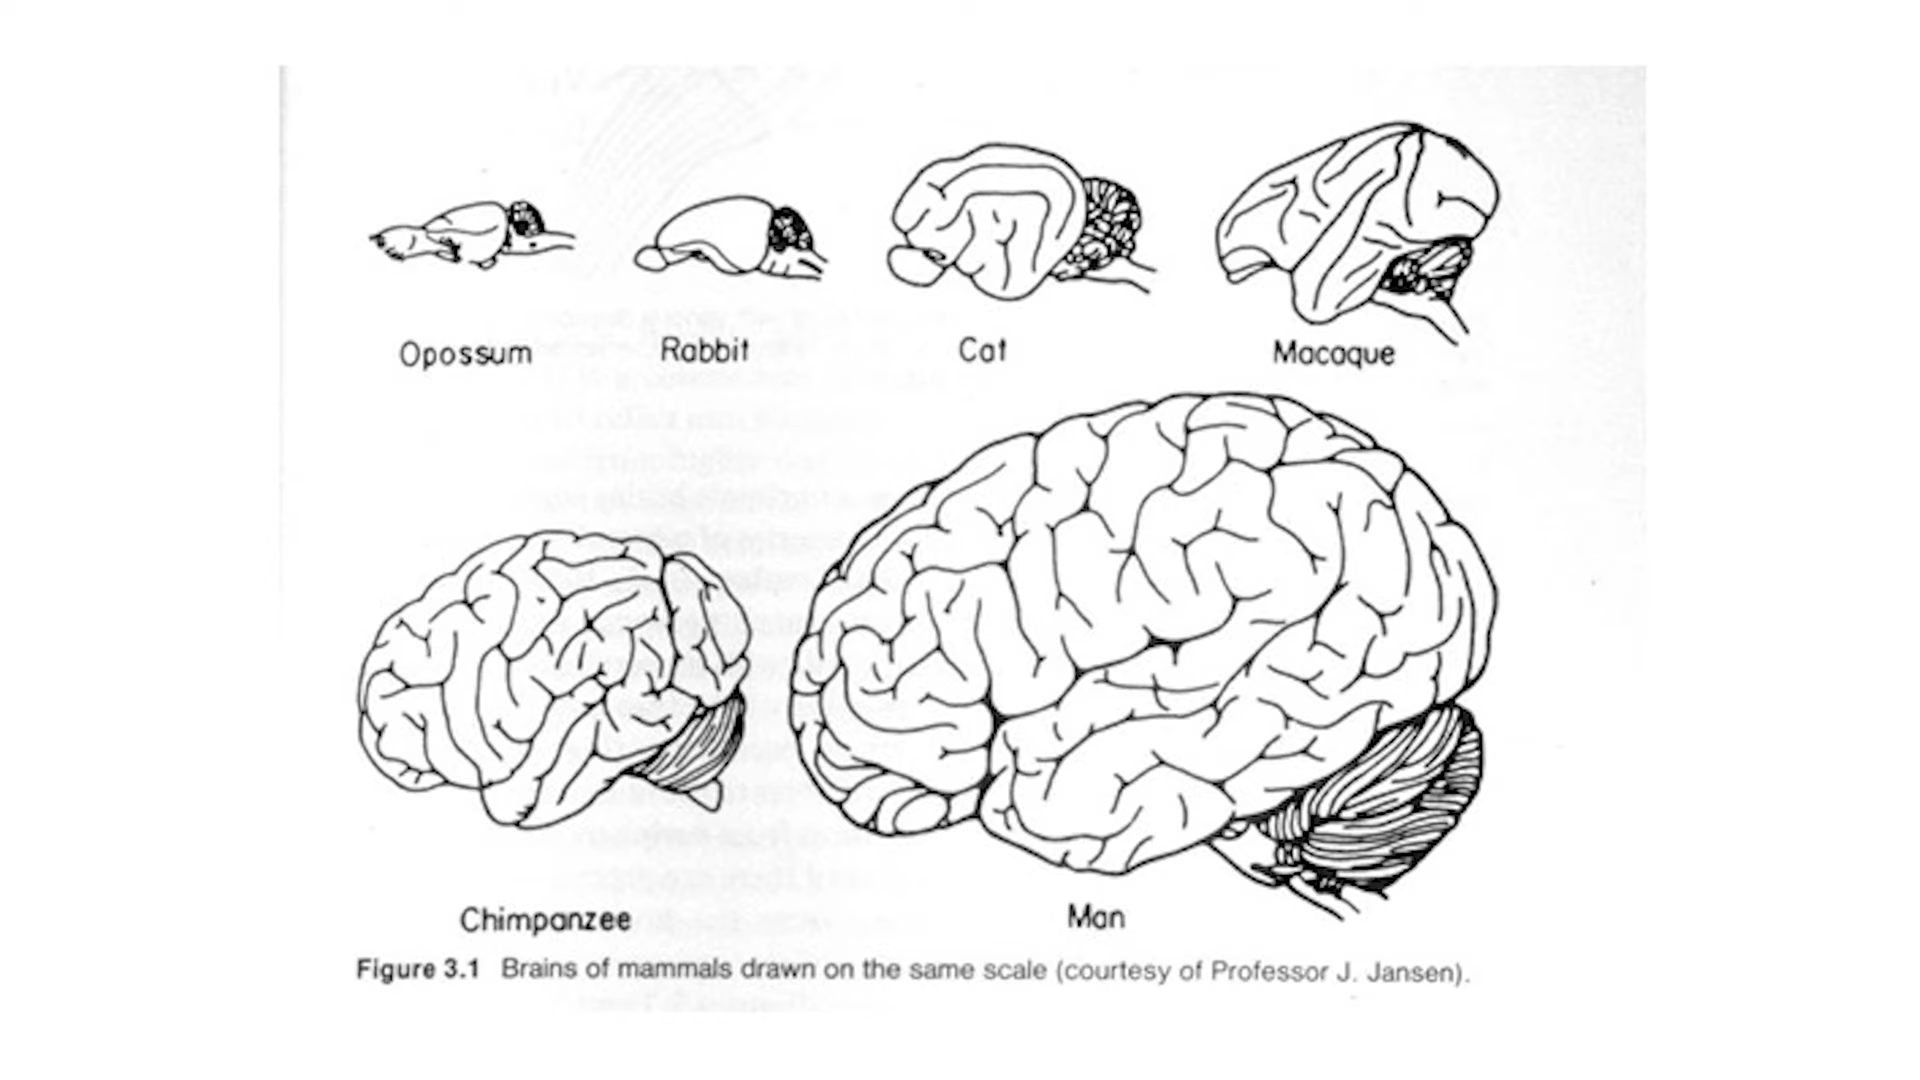 Opossum Rabbit Cat Macaque
Chimpanzee Man
Figure 3.1 Brains of mammals drawn on the same scale (courtesy of Professor J. Jansen).